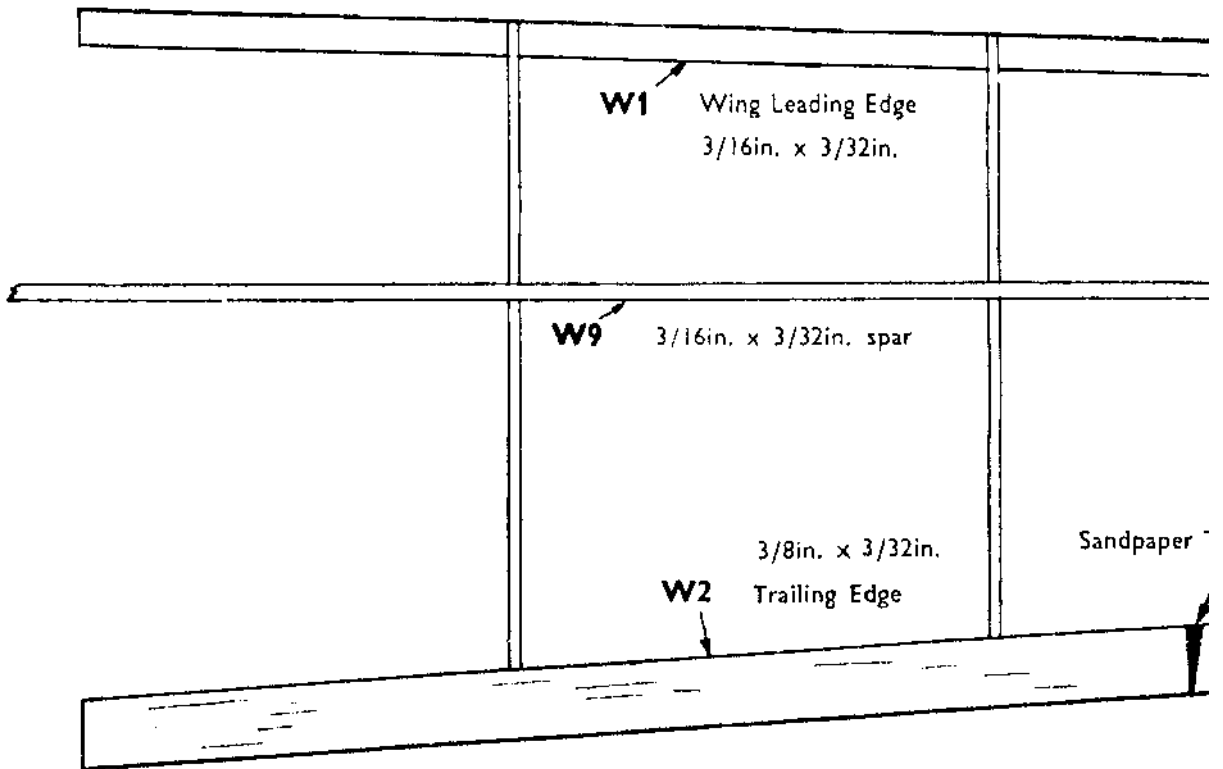 W1 Wing Leading Edge
3/16in. x 3/32in.
W9 3/16in. x 3/32in. spar
3/8in. x 3/32in.
W2 Trailing Edge
Sandpaper